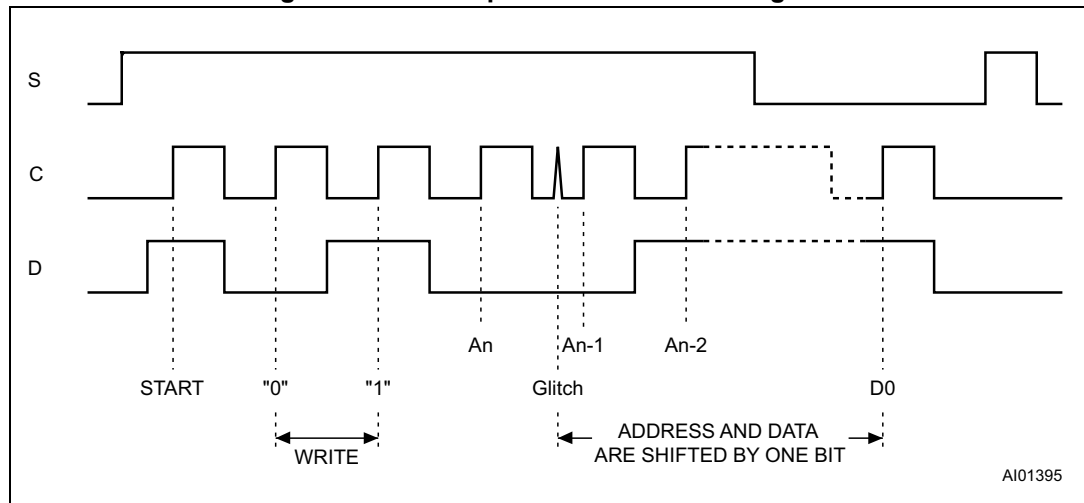 S
C
D
An An-1 An-2
START "0" "1" Glitch D0
WRITE
ADDRESS AND DATA
ARE SHIFTED BY ONE BIT
AI01395